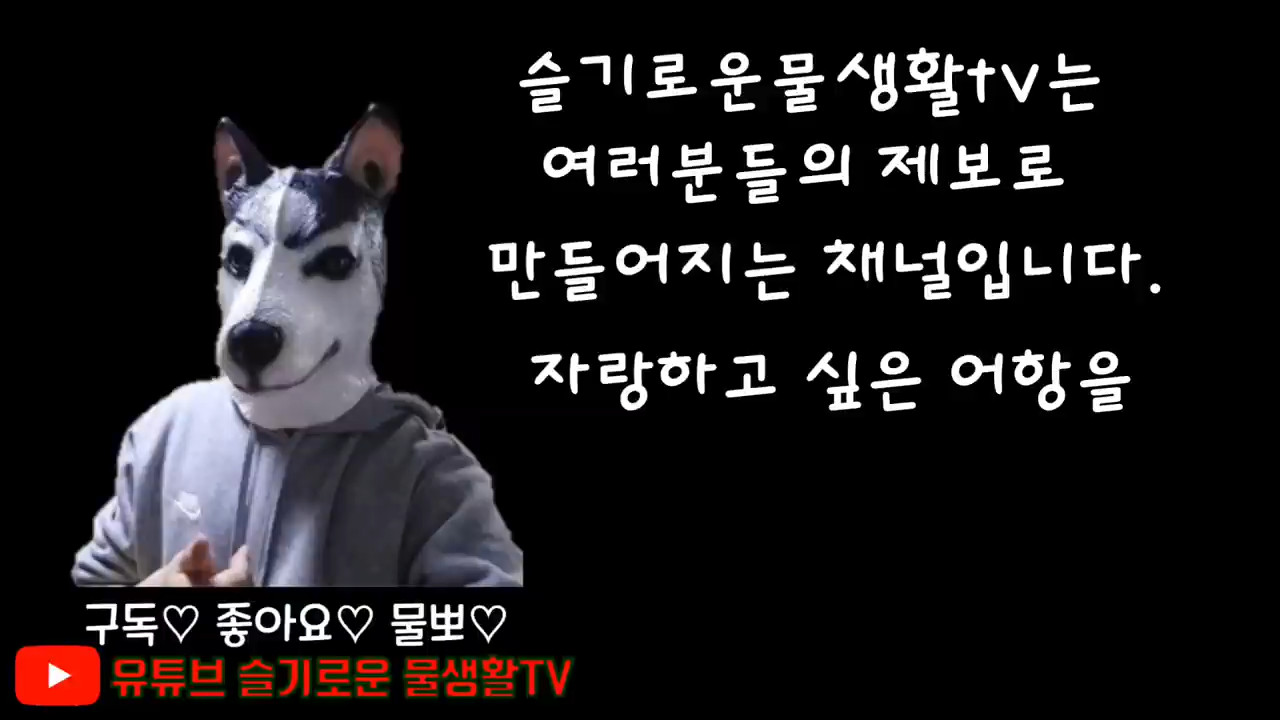 슬기로운물생활tv는
여러분들의 제보로
만들어지는 채널입니다.
자랑하고 싶은 어항을
구독♡ 좋아요♡ 물뽀♡
유튜브 슬기로운 물생활TV